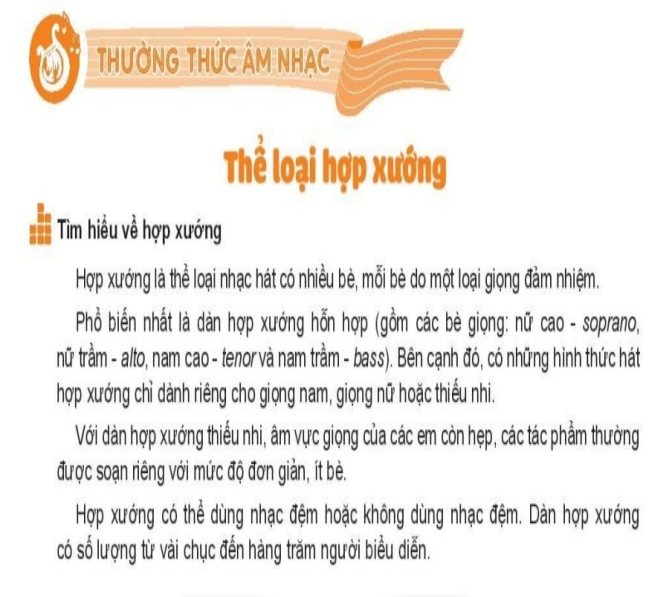 THƯỜNG THỨC ÂM NHẠC
Thể loại hợp xướng
Tìm hiểu về hợp xướng
Hợp xướng là thể loại nhạc hát có nhiều bè, mỗi bè do một loại giọng đảm nhiệm.
Phổ biến nhất là dàn hợp xướng hỗn hợp (gồm các bè giọng: nữ cao - soprano,
nữ trầm - alto, nam cao - tenor và nam trầm - bass). Bên cạnh đó, có những hình thức hát
hợp xướng chỉ dành riêng cho giọng nam, giọng nữ hoặc thiếu nhi.
Với dàn hợp xướng thiếu nhi, âm vực giọng của các em còn hẹp, các tác phẩm thường
được soạn riêng với mức độ đơn giản, ít bè.
Hợp xướng có thể dùng nhạc đệm hoặc không dùng nhạc đệm. Dàn hợp xướng
có số lượng từ vài chục đến hàng trăm người biểu diễn.